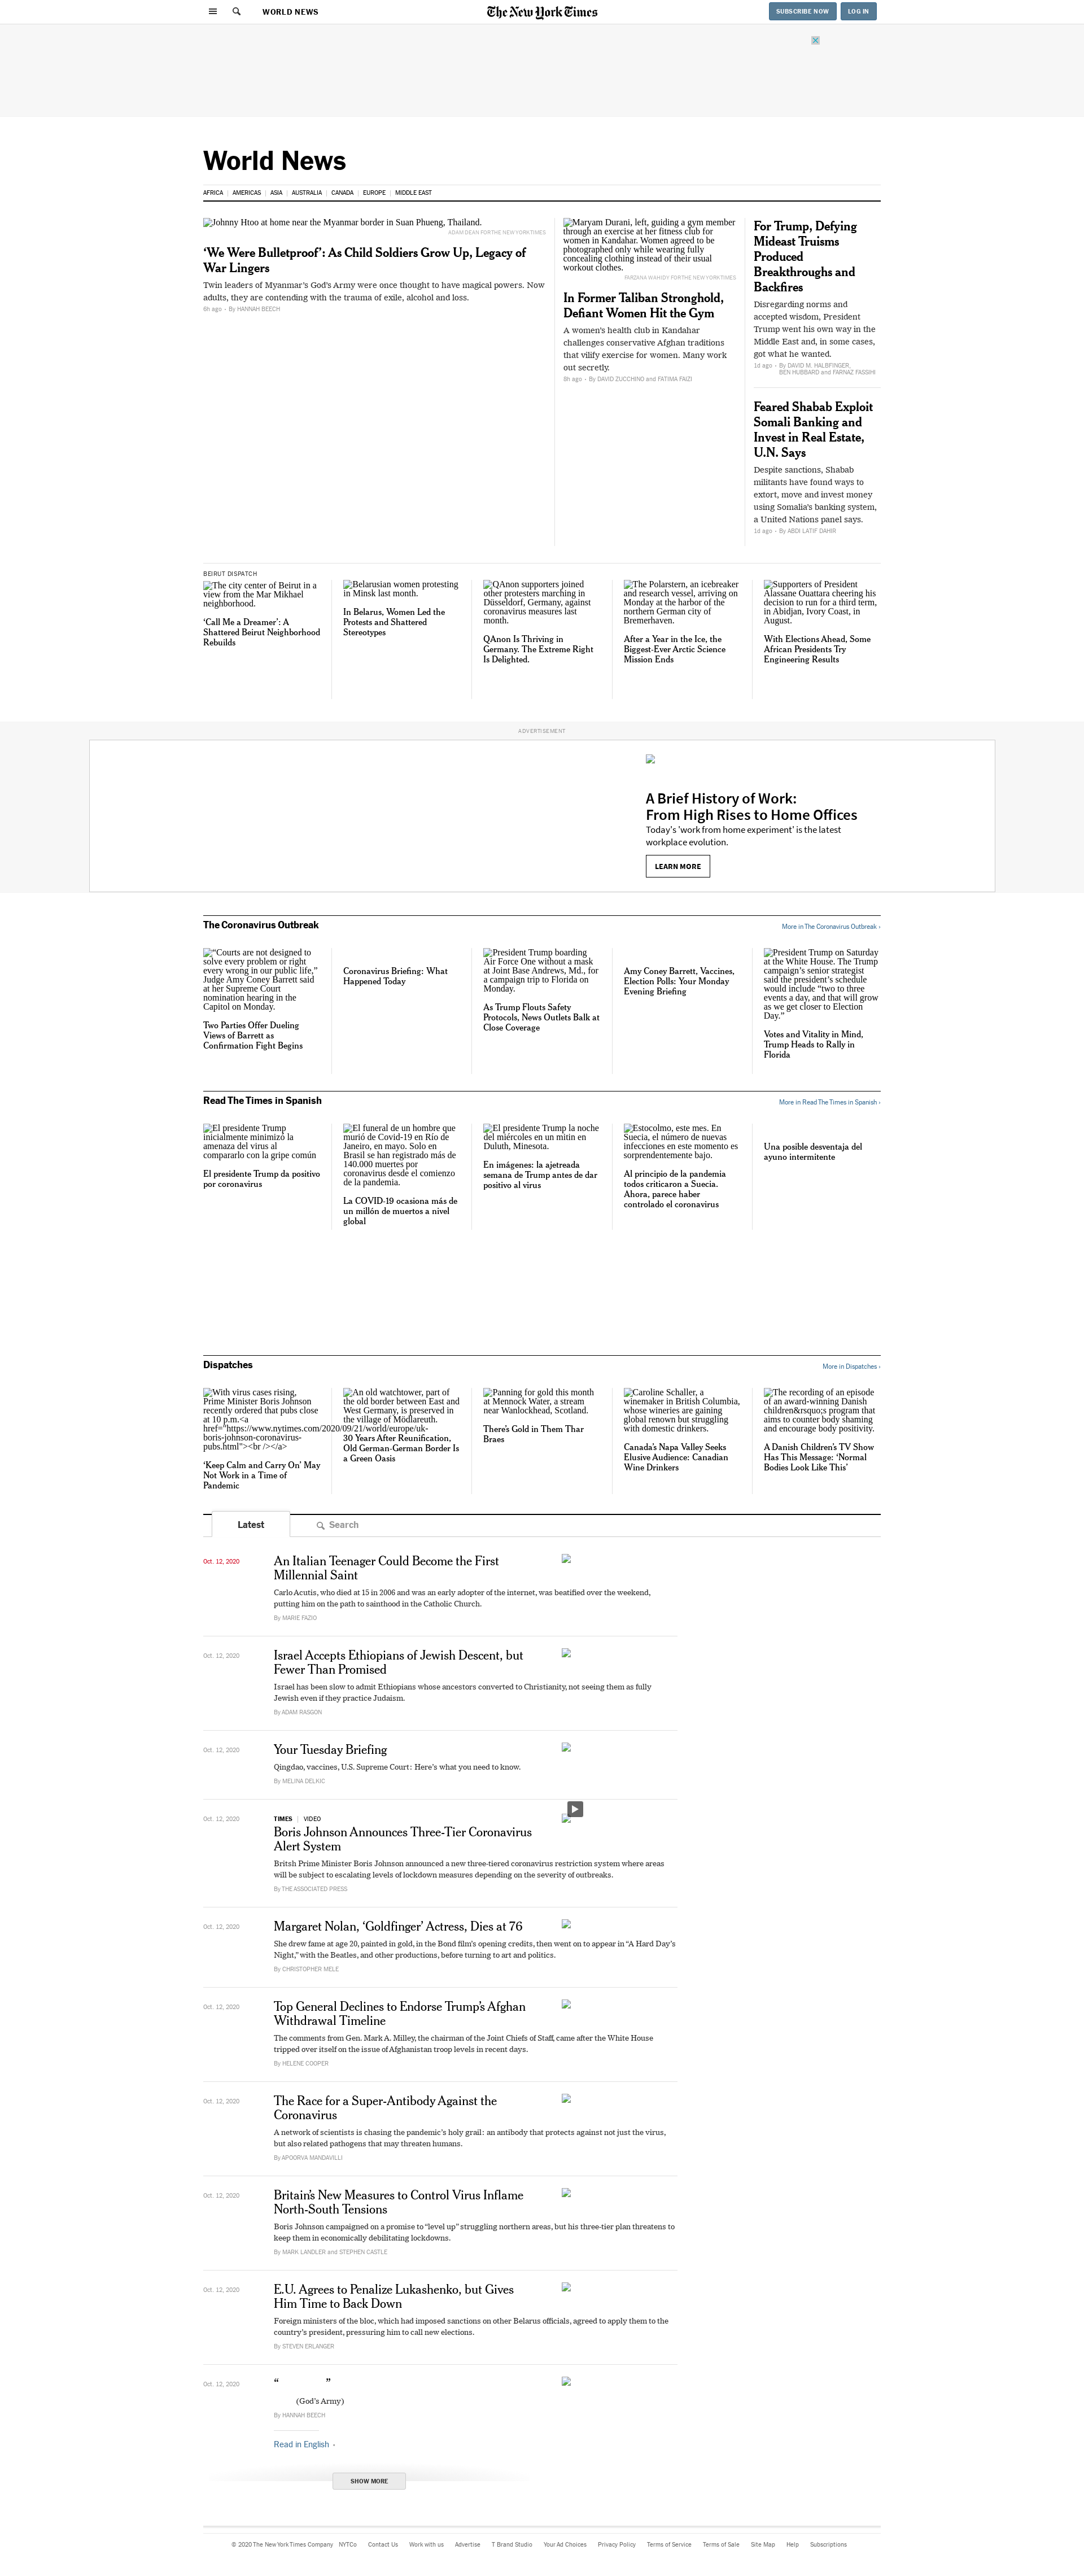 WORLD NEWS
The New York Times
SUBSCRIBE NOW
LOG IN
World News
AFRICA
AMERICAS
ASIA
AUSTRALIA
CANADA
EUROPE
MIDDLE EAST
Johnny Htoo at home near the Myanmar border in Suan Phueng, Thailand.
ADAM DEAN FOR THE NEW YORK TIMES
‘We Were Bulletproof’: As Child Soldiers Grow Up, Legacy of
War Lingers
Twin leaders of Myanmar’s God’s Army were once thought to have magical powers. Now
adults, they are contending with the trauma of exile, alcohol and loss.
6h ago · By HANNAH BEECH
Maryam Durani, left, guiding a gym member
through an exercise at her fitness club for
women in Kandahar. Women agreed to be
photographed only while wearing fully
concealing clothing instead of their usual
workout clothes.
FARZANA WAHIDY FOR THE NEW YORK TIMES
In Former Taliban Stronghold,
Defiant Women Hit the Gym
A women’s health club in Kandahar
challenges conservative Afghan traditions
that vilify exercise for women. Many work
out secretly.
8h ago · By DAVID ZUCCHINO and FATIMA FAIZI
For Trump, Defying
Mideast Truisms
Produced
Breakthroughs and
Backfires
Disregarding norms and
accepted wisdom, President
Trump went his own way in the
Middle East and, in some cases,
got what he wanted.
1d ago · By DAVID M. HALBFINGER,
BEN HUBBARD and FARNAZ FASSIHI
Feared Shabab Exploit
Somali Banking and
Invest in Real Estate,
U.N. Says
Despite sanctions, Shabab
militants have found ways to
extort, move and invest money
using Somalia’s banking system,
a United Nations panel says.
1d ago · By ABDI LATIF DAHIR
BEIRUT DISPATCH
The city center of Beirut in a
view from the Mar Mikhael
neighborhood.
‘Call Me a Dreamer’: A
Shattered Beirut Neighborhood
Rebuilds
Belarusian women protesting
in Minsk last month.
In Belarus, Women Led the
Protests and Shattered
Stereotypes
QAnon supporters joined
other protesters marching in
Düsseldorf, Germany, against
coronavirus measures last
month.
QAnon Is Thriving in
Germany. The Extreme Right
Is Delighted.
The Polarstern, an icebreaker
and research vessel, arriving on
Monday at the harbor of the
northern German city of
Bremerhaven.
After a Year in the Ice, the
Biggest-Ever Arctic Science
Mission Ends
Supporters of President
Alassane Ouattara cheering his
decision to run for a third term,
in Abidjan, Ivory Coast, in
August.
With Elections Ahead, Some
African Presidents Try
Engineering Results
ADVERTISEMENT
A Brief History of Work:
From High Rises to Home Offices
Today's 'work from home experiment' is the latest
workplace evolution.
LEARN MORE
The Coronavirus Outbreak
More in The Coronavirus Outbreak ›
“Courts are not designed to
solve every problem or right
every wrong in our public life,”
Judge Amy Coney Barrett said
at her Supreme Court
nomination hearing in the
Capitol on Monday.
Two Parties Offer Dueling
Views of Barrett as
Confirmation Fight Begins
Coronavirus Briefing: What
Happened Today
President Trump boarding
Air Force One without a mask
at Joint Base Andrews, Md., for
a campaign trip to Florida on
Monday.
As Trump Flouts Safety
Protocols, News Outlets Balk at
Close Coverage
Amy Coney Barrett, Vaccines,
Election Polls: Your Monday
Evening Briefing
President Trump on Saturday
at the White House. The Trump
campaign’s senior strategist
said the president’s schedule
would include “two to three
events a day, and that will grow
as we get closer to Election
Day.”
Votes and Vitality in Mind,
Trump Heads to Rally in
Florida
Read The Times in Spanish
More in Read The Times in Spanish ›
El presidente Trump
inicialmente minimizó la
amenaza del virus al
compararlo con la gripe común
El presidente Trump da positivo
por coronavirus
El funeral de un hombre que
murió de Covid-19 en Río de
Janeiro, en mayo. Solo en
Brasil se han registrado más de
140.000 muertes por
coronavirus desde el comienzo
de la pandemia.
La COVID-19 ocasiona más de
un millón de muertos a nivel
global
El presidente Trump la noche
del miércoles en un mitin en
Duluth, Minesota.
En imágenes: la ajetreada
semana de Trump antes de dar
positivo al virus
Estocolmo, este mes. En
Suecia, el número de nuevas
infecciones en este momento es
sorprendentemente bajo.
Al principio de la pandemia
todos criticaron a Suecia.
Ahora, parece haber
controlado el coronavirus
Una posible desventaja del
ayuno intermitente
Dispatches
More in Dispatches ›
With virus cases rising,
Prime Minister Boris Johnson
recently ordered that pubs close
at 10 p.m.<a
href="https://www.nytimes.com/2020/09/21/world/europe/uk-
boris-johnson-coronavirus-
pubs.html"><br /></a>
‘Keep Calm and Carry On’ May
Not Work in a Time of
Pandemic
An old watchtower, part of
the old border between East and
West Germany, is preserved in
the village of Mödlareuth.
30 Years After Reunification,
Old German-German Border Is
a Green Oasis
Panning for gold this month
at Mennock Water, a stream
near Wanlockhead, Scotland.
There’s Gold in Them Thar
Braes
Caroline Schaller, a
winemaker in British Columbia,
whose wineries are gaining
global renown but struggling
with domestic drinkers.
Canada’s Napa Valley Seeks
Elusive Audience: Canadian
Wine Drinkers
The recording of an episode
of an award-winning Danish
children&rsquo;s program that
aims to counter body shaming
and encourage body positivity.
A Danish Children’s TV Show
Has This Message: ‘Normal
Bodies Look Like This’
Latest
Search
Oct. 12, 2020
An Italian Teenager Could Become the First
Millennial Saint
Carlo Acutis, who died at 15 in 2006 and was an early adopter of the internet, was beatified over the weekend,
putting him on the path to sainthood in the Catholic Church.
By MARIE FAZIO
Oct. 12, 2020
Israel Accepts Ethiopians of Jewish Descent, but
Fewer Than Promised
Israel has been slow to admit Ethiopians whose ancestors converted to Christianity, not seeing them as fully
Jewish even if they practice Judaism.
By ADAM RASGON
Oct. 12, 2020
Your Tuesday Briefing
Qingdao, vaccines, U.S. Supreme Court: Here’s what you need to know.
By MELINA DELKIC
Oct. 12, 2020
TIMES | VIDEO
Boris Johnson Announces Three-Tier Coronavirus
Alert System
Britsh Prime Minister Boris Johnson announced a new three-tiered coronavirus restriction system where areas
will be subject to escalating levels of lockdown measures depending on the severity of outbreaks.
By THE ASSOCIATED PRESS
Oct. 12, 2020
Margaret Nolan, ‘Goldfinger’ Actress, Dies at 76
She drew fame at age 20, painted in gold, in the Bond film’s opening credits, then went on to appear in “A Hard Day’s
Night,” with the Beatles, and other productions, before turning to art and politics.
By CHRISTOPHER MELE
Oct. 12, 2020
Top General Declines to Endorse Trump’s Afghan
Withdrawal Timeline
The comments from Gen. Mark A. Milley, the chairman of the Joint Chiefs of Staff, came after the White House
tripped over itself on the issue of Afghanistan troop levels in recent days.
By HELENE COOPER
Oct. 12, 2020
The Race for a Super-Antibody Against the
Coronavirus
A network of scientists is chasing the pandemic’s holy grail: an antibody that protects against not just the virus,
but also related pathogens that may threaten humans.
By APOORVA MANDAVILLI
Oct. 12, 2020
Britain’s New Measures to Control Virus Inflame
North-South Tensions
Boris Johnson campaigned on a promise to “level up” struggling northern areas, but his three-tier plan threatens to
keep them in economically debilitating lockdowns.
By MARK LANDLER and STEPHEN CASTLE
Oct. 12, 2020
E.U. Agrees to Penalize Lukashenko, but Gives
Him Time to Back Down
Foreign ministers of the bloc, which had imposed sanctions on other Belarus officials, agreed to apply them to the
country’s president, pressuring him to call new elections.
By STEVEN ERLANGER
Oct. 12, 2020
“ ”
(God’s Army)
By HANNAH BEECH
Read in English ›
SHOW MORE
© 2020 The New York Times Company
NYTCo
Contact Us
Work with us
Advertise
T Brand Studio
Your Ad Choices
Privacy Policy
Terms of Service
Terms of Sale
Site Map
Help
Subscriptions